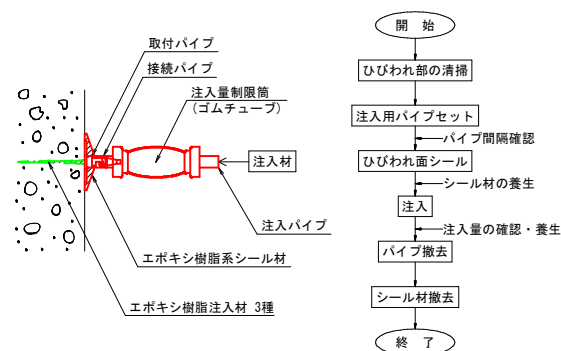 取付パイプ
接続パイプ
注入量制限筒
(ゴムチューブ)
注入材
注入パイプ
エポキシ樹脂系シール材
エポキシ樹脂注入材 3種
開 始
ひびわれ部の清掃
注入用パイプセット
パイプ間隔確認
ひびわれ面シール
シール材の養生
注入
注入量の確認・養生
パイプ撤去
シール材撤去
終 了